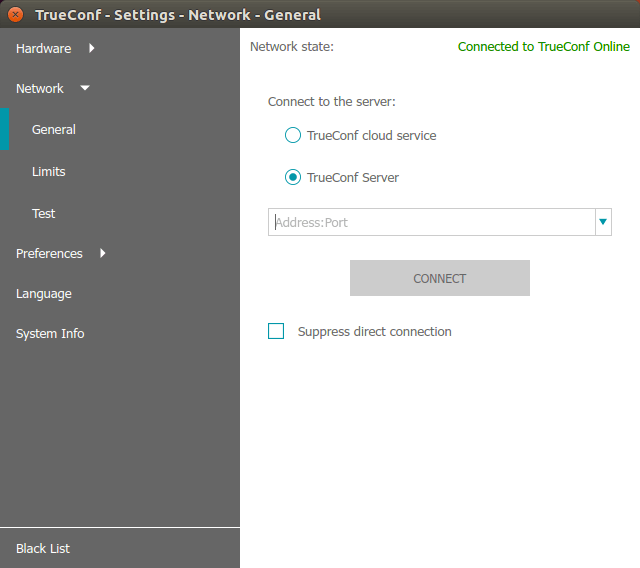 TrueConf - Settings - Network - General
Hardware
Network
General
Limits
Test
Preferences
Language
System Info
Black List
Network state:
Connected to TrueConf Online
Connect to the server:
TrueConf cloud service
TrueConf Server
Address:Port
CONNECT
Suppress direct connection